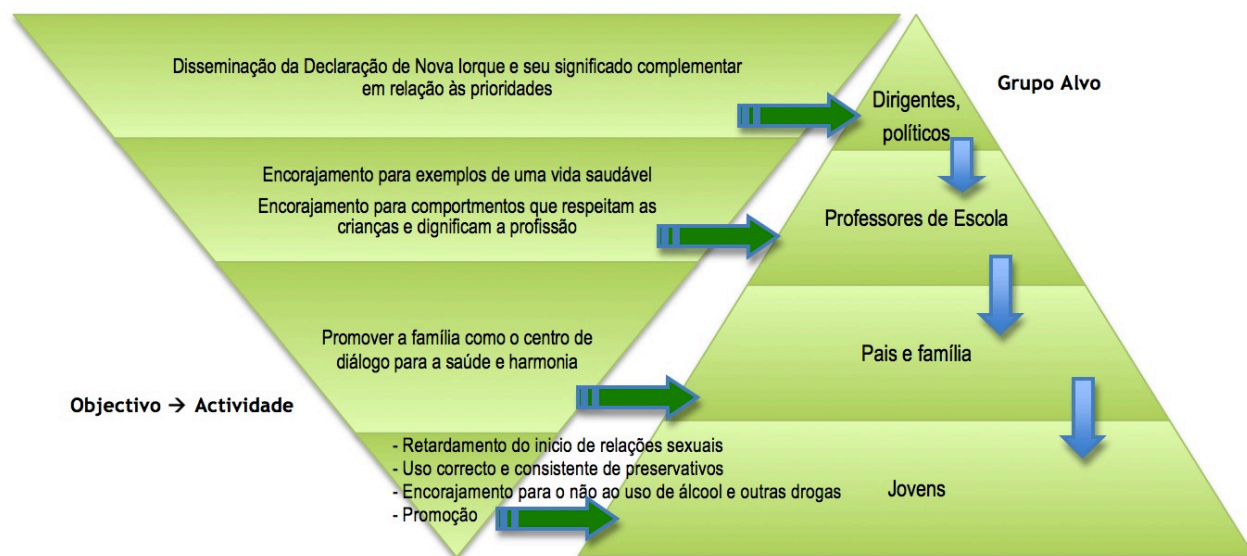 Disseminação da Declaração de Nova Iorque e seu significado complementar
em relação às prioridades
Grupo Alvo
Dirigentes,
políticos
Encorajamento para exemplos de uma vida saudável
Encorajamento para comportmentos que respeitam as
crianças e dignificam a profissão
Professores de Escola
Promover a família como o centro de
diálogo para a saúde e harmonia
Pais e família
Objectivo → Actividade
- Retardamento do inicio de relações sexuais
- Uso correcto e consistente de preservativos
- Encorajamento para o não ao uso de álcool e outras drogas
- Promoção
Jovens